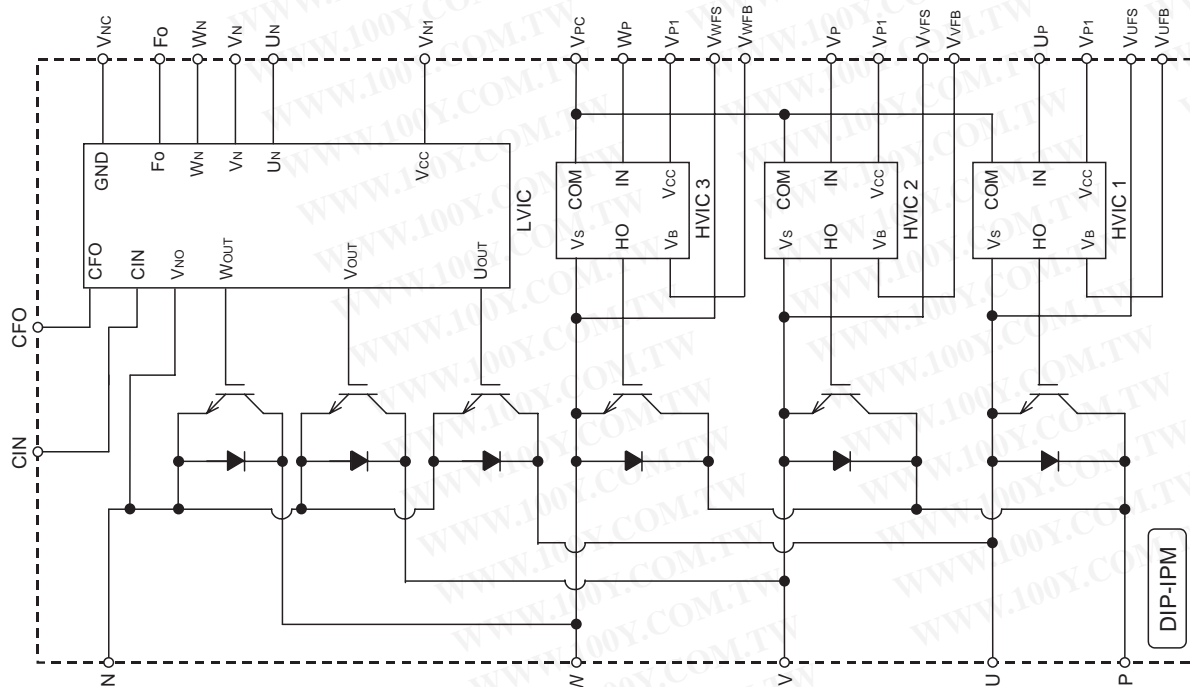 VNC
Fo
WN
VN
UN
VN1
VPC
WP
VP1
VWFS
VWFB
VP
VP1
VVFS
VVFB
UP
VP1
VUFS
VUFB
GND
Fo
WN
VN
UN
VCC
LVIC
CFO
CIN
VNO
WOUT
VOUT
UOUT
COM
IN
VCC
HVIC 3
VS
HO
VB
COM
IN
VCC
HVIC 2
VS
HO
VB
COM
IN
VCC
HVIC 1
VS
HO
VB
CFO
CIN
N
W
V
U
P
DIP-IPM
WWW.100Y.COM.TW